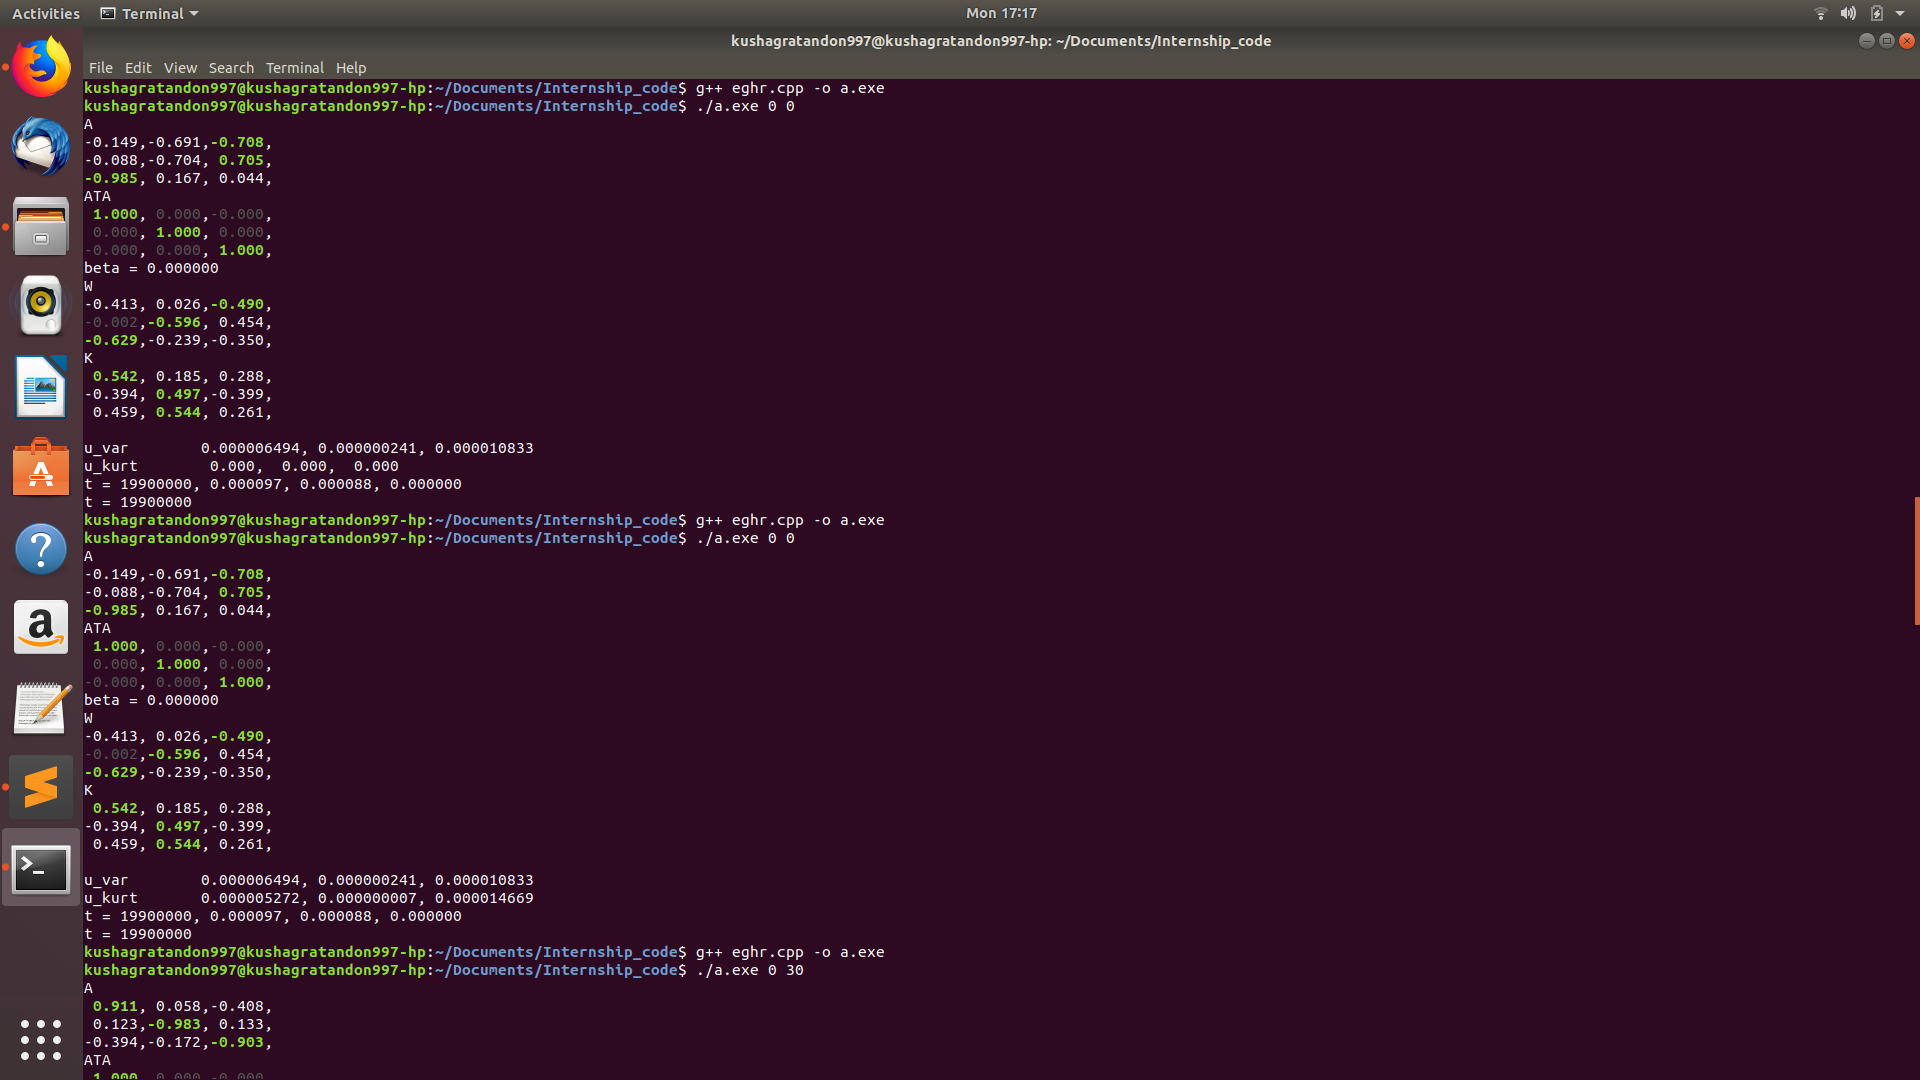 Activities Terminal Mon 17:17
kushagratandon997@kushagratandon997-hp: ~/Documents/Internship_code
File Edit View Search Terminal Help
kushagratandon997@kushagratandon997-hp:~/Documents/Internship_code$ g++ eghr.cpp -o a.exe
kushagratandon997@kushagratandon997-hp:~/Documents/Internship_code$ ./a.exe 0 0
A
-0.149,-0.691,-0.708,
-0.088,-0.704, 0.705,
-0.985, 0.167, 0.044,
ATA
 1.000, 0.000,-0.000,
 0.000, 1.000, 0.000,
-0.000, 0.000, 1.000,
beta = 0.000000
W
-0.413, 0.026,-0.490,
-0.002,-0.596, 0.454,
-0.629,-0.239,-0.350,
K
 0.542, 0.185, 0.288,
-0.394, 0.497,-0.399,
 0.459, 0.544, 0.261,
u_var        0.000006494, 0.000000241, 0.000010833
u_kurt        0.000,  0.000,  0.000
t = 19900000, 0.000097, 0.000088, 0.000000
t = 19900000
kushagratandon997@kushagratandon997-hp:~/Documents/Internship_code$ g++ eghr.cpp -o a.exe
kushagratandon997@kushagratandon997-hp:~/Documents/Internship_code$ ./a.exe 0 0
A
-0.149,-0.691,-0.708,
-0.088,-0.704, 0.705,
-0.985, 0.167, 0.044,
ATA
 1.000, 0.000,-0.000,
 0.000, 1.000, 0.000,
-0.000, 0.000, 1.000,
beta = 0.000000
W
-0.413, 0.026,-0.490,
-0.002,-0.596, 0.454,
-0.629,-0.239,-0.350,
K
 0.542, 0.185, 0.288,
-0.394, 0.497,-0.399,
 0.459, 0.544, 0.261,
u_var        0.000006494, 0.000000241, 0.000010833
u_kurt       0.000005272, 0.000000007, 0.000014669
t = 19900000, 0.000097, 0.000088, 0.000000
t = 19900000
kushagratandon997@kushagratandon997-hp:~/Documents/Internship_code$ g++ eghr.cpp -o a.exe
kushagratandon997@kushagratandon997-hp:~/Documents/Internship_code$ ./a.exe 0 30
A
 0.911, 0.058,-0.408,
 0.123,-0.983, 0.133,
-0.394,-0.172,-0.903,
ATA
 1.000, 0.000,-0.000,